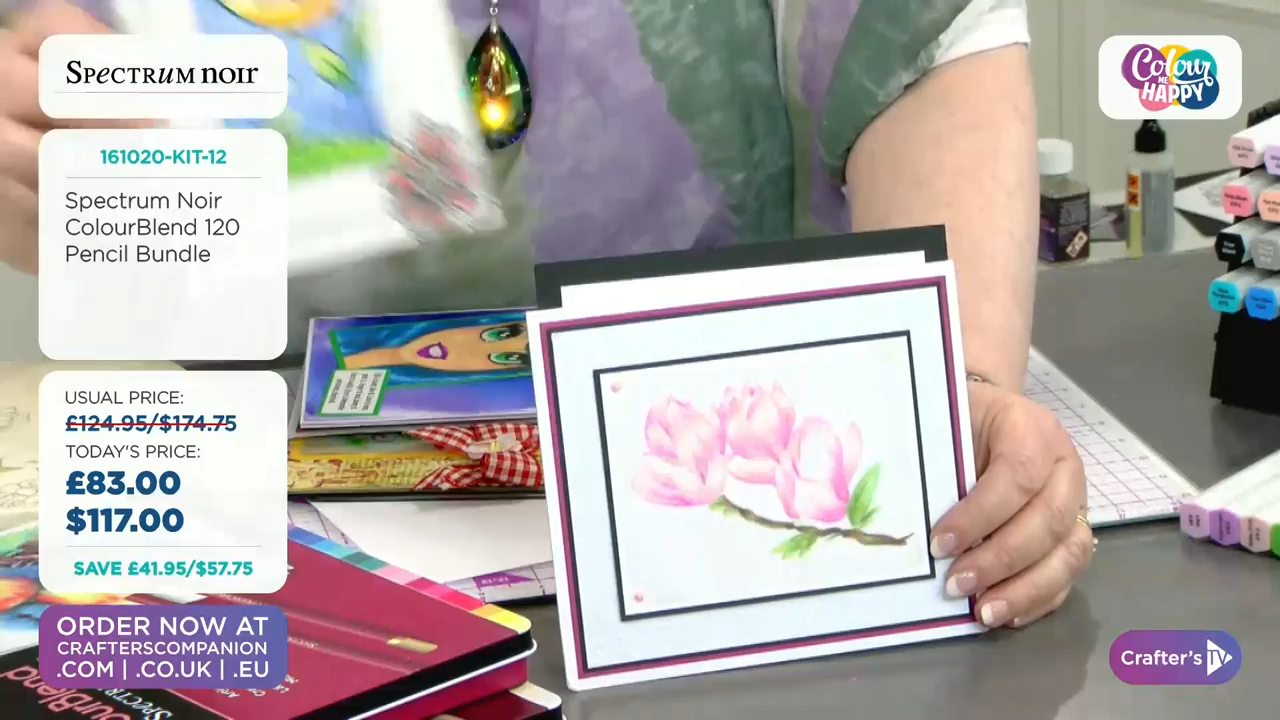 SPECTRUM NOIR
161020-KIT-12
Spectrum Noir
ColourBlend 120
Pencil Bundle
USUAL PRICE:
£124.95/$174.75
TODAY'S PRICE:
£83.00
$117.00
SAVE £41.95/$57.75
ORDER NOW AT
CRAFTERSCOMPANION
.COM | .CO.UK | .EU
Colour
ME
HAPPY
Crafter's TV